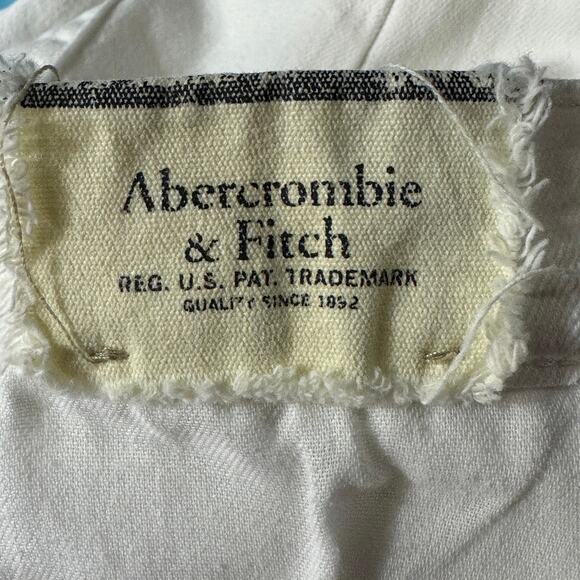 Abercrombie
& Fitch
REG. U.S. PAT. TRADEMARK
QUALITY SINCE 1892